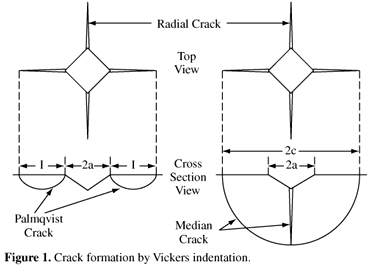 Radial Crack
Top
View
2c
I
2a
I
Cross
Section
View
2a
Palmqvist
Crack
Median
Crack
Figure 1. Crack formation by Vickers indentation.